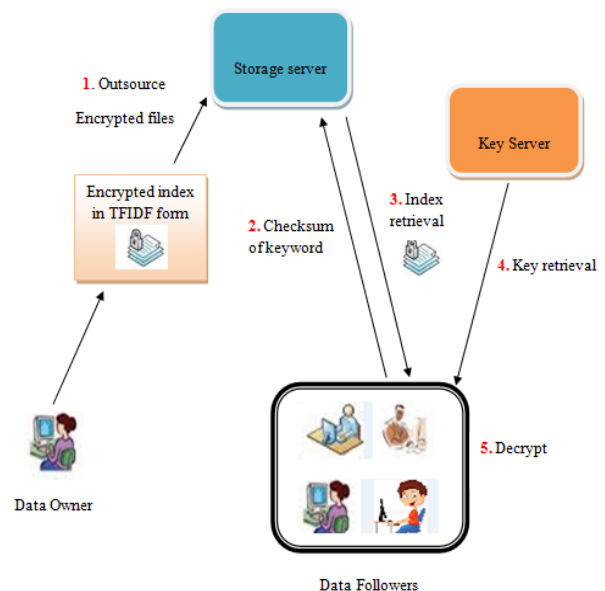 Storage server
1. Outsource
Encrypted files
Key Server
Encrypted index
in TFIDF form
2. Checksum
of keyword
3. Index
retrieval
4. Key retrieval
5. Decrypt
Data Owner
Data Followers